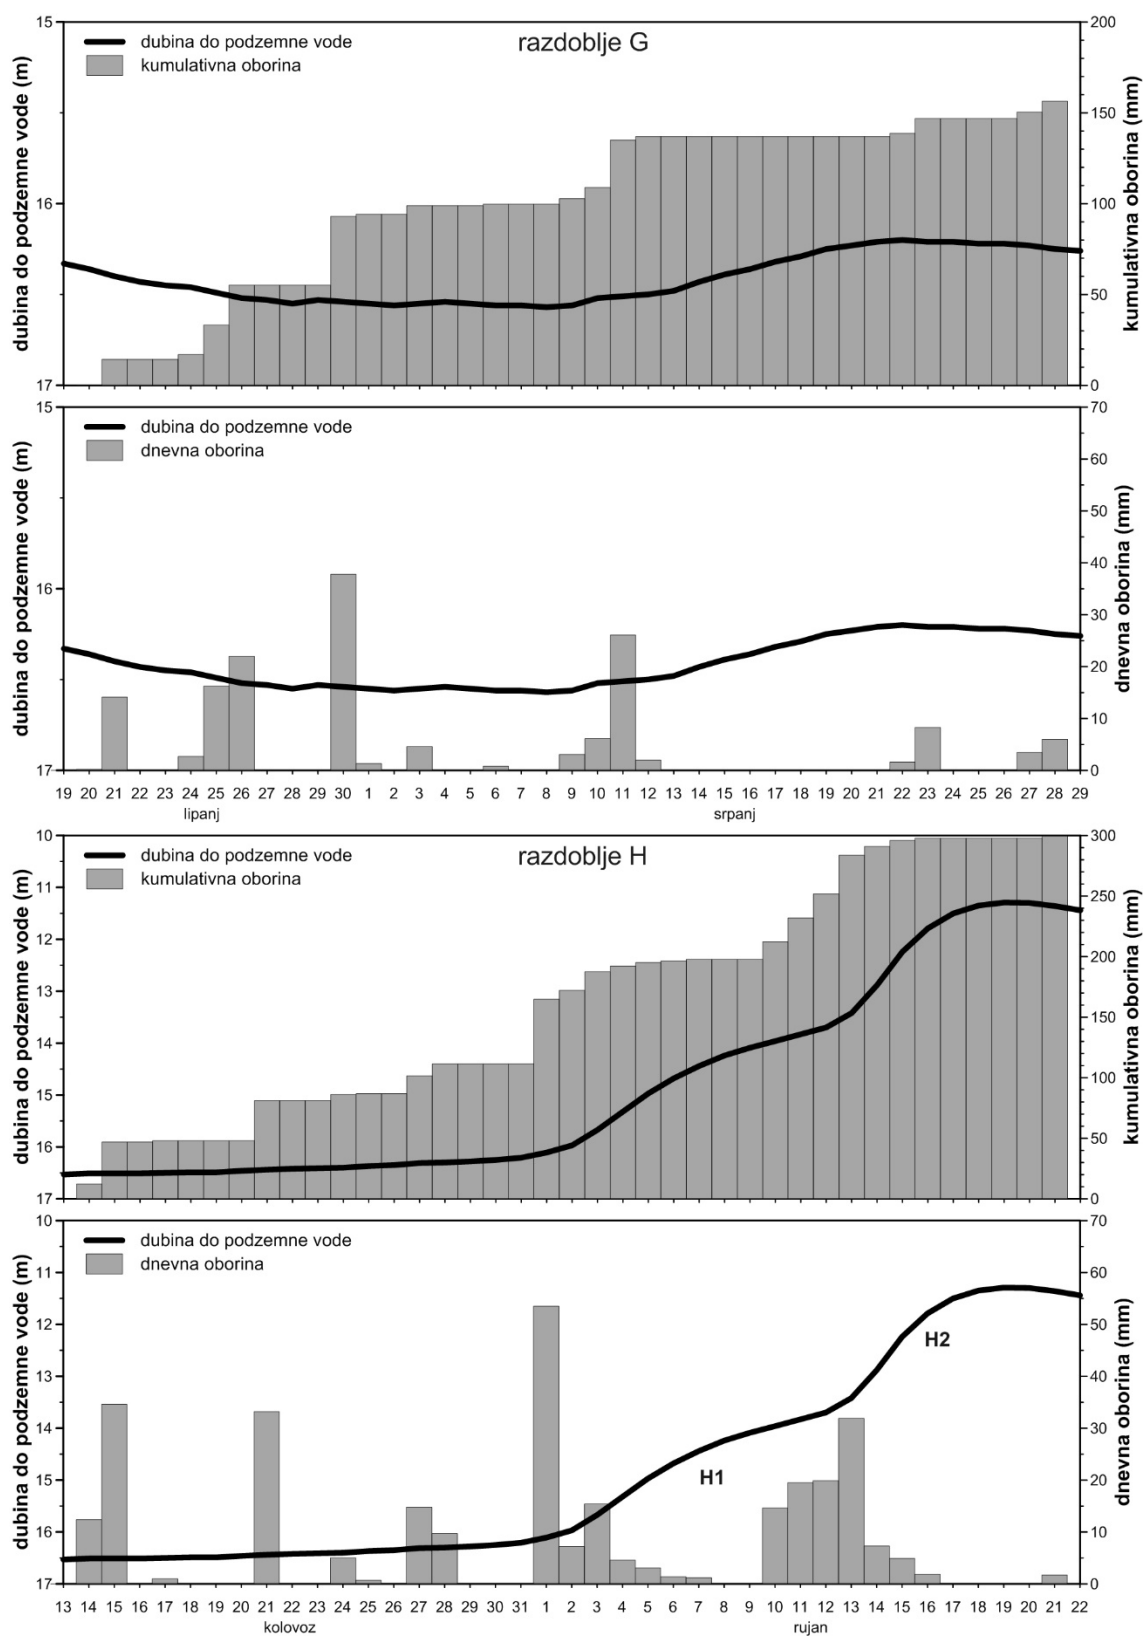 razdoblje G
dubina do podzemne vode
kumulativna oborina
dubina do podzemne vode (m)
15
16
17
kumulativna oborina (mm)
200
150
100
50
0
dubina do podzemne vode
dnevna oborina
dubina do podzemne vode (m)
15
16
17
dnevna oborina (mm)
70
60
50
40
30
20
10
0
19 20 21 22 23 24 25 26 27 28 29 30 1 2 3 4 5 6 7 8 9 10 11 12 13 14 15 16 17 18 19 20 21 22 23 24 25 26 27 28 29
lipanj srpanj
razdoblje H
dubina do podzemne vode
kumulativna oborina
dubina do podzemne vode (m)
10
11
12
13
14
15
16
17
kumulativna oborina (mm)
300
250
200
150
100
50
0
dubina do podzemne vode
dnevna oborina
dubina do podzemne vode (m)
10
11
12
13
14
15
16
17
dnevna oborina (mm)
70
60
50
40
30
20
10
0
H2
H1
13 14 15 16 17 18 19 20 21 22 23 24 25 26 27 28 29 30 31 1 2 3 4 5 6 7 8 9 10 11 12 13 14 15 16 17 18 19 20 21 22
kolovoz rujan